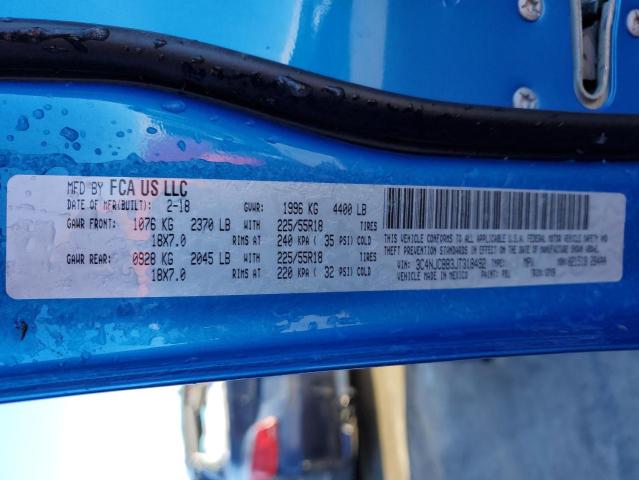 MFD BY FCA US LLC
DATE OF MFR(BUILT): 2-18 GVWR: 1996 KG 4400 LB
GAWR FRONT: 1076 KG 2370 LB WITH 225/55R18 TIRES
18X7.0 RIMS AT 240 KPA ( 35 PSI) COLD
GAWR REAR: 0928 KG 2045 LB WITH 225/55R18 TIRES
18X7.0 RIMS AT 220 KPA ( 32 PSI) COLD
THIS VEHICLE CONFORMS TO ALL APPLICABLE U.S.A. FEDERAL MOTOR VEHICLE SAFETY AND
THEFT PREVENTION STANDARDS IN EFFECT ON THE DATE OF MANUFACTURE SHOWN ABOVE.
VIN: 3C4NJCBB3JT318492 TYPE: MPV
VEHICLE MADE IN MEXICO PAINT: